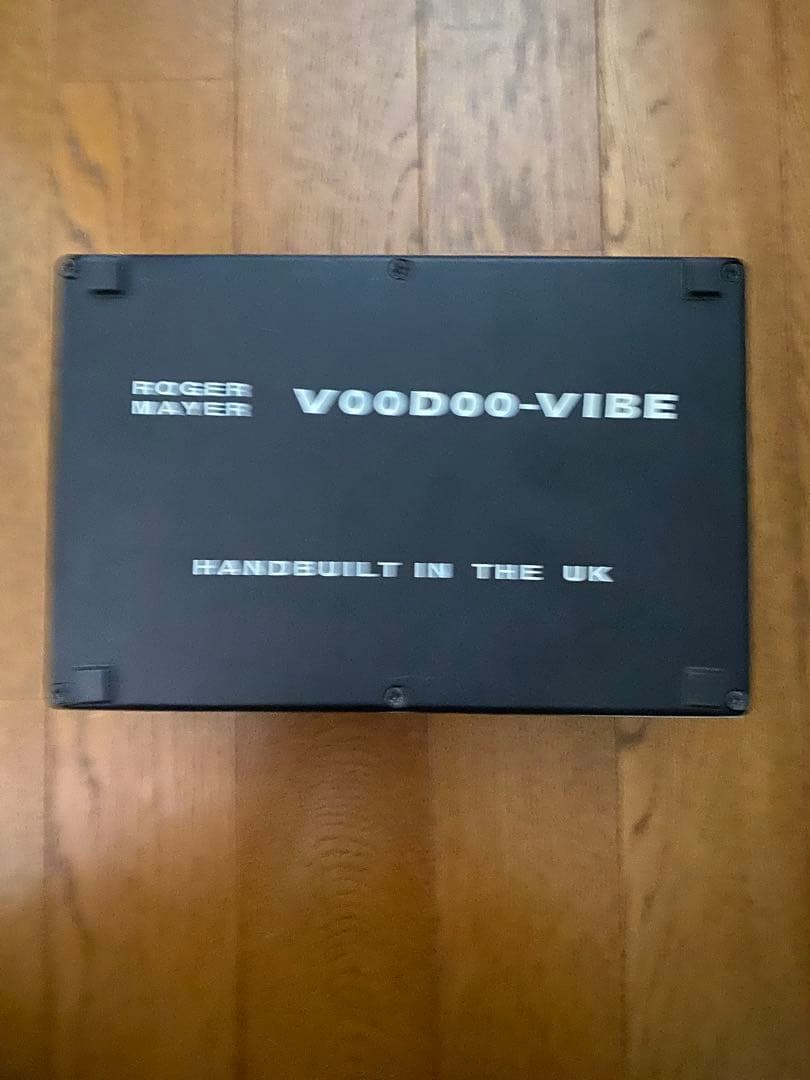 ROGER
MAYER
VOODOO-VIBE
HANDBUILT IN THE UK